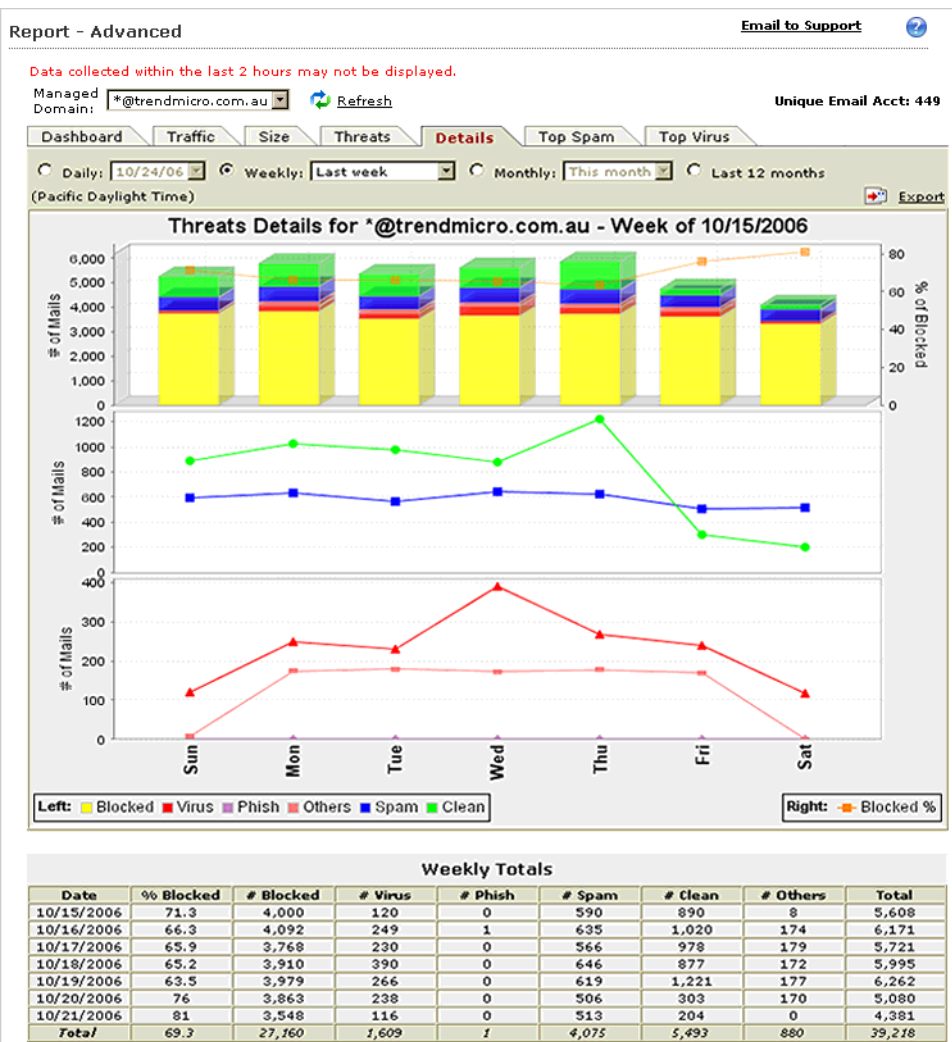 Report - Advanced Email to Support ?
Data collected within the last 2 hours may not be displayed.
Managed Domain: *@trendmicro.com.au Refresh Unique Email Acct: 449
Dashboard Traffic Size Threats Details Top Spam Top Virus
Daily: 10/24/06 Weekly: Last week Monthly: This month Last 12 months
(Pacific Daylight Time) Export
Threats Details for *@trendmicro.com.au - Week of 10/15/2006
# of Mails
6,000
5,000
4,000
3,000
2,000
1,000
0
80
60
40
20
0
% of Blocked
# of Mails
1200
1000
800
600
400
200
0
# of Mails
400
300
200
100
0
Sun Mon Tue Wed Thu Fri Sat
Left: Blocked Virus Phish Others Spam Clean Right: Blocked %
Weekly Totals
Date % Blocked # Blocked # Virus # Phish # Spam # Clean # Others Total
10/15/2006 71.3 4,000 120 0 590 890 8 5,608
10/16/2006 66.3 4,092 249 1 635 1,020 174 6,171
10/17/2006 65.9 3,768 230 0 566 978 179 5,721
10/18/2006 65.2 3,910 390 0 646 877 172 5,995
10/19/2006 63.5 3,979 266 0 619 1,221 177 6,262
10/20/2006 76 3,863 238 0 506 303 170 5,080
10/21/2006 81 3,548 116 0 513 204 0 4,381
Total 69.3 27,160 1,609 1 4,075 5,493 880 39,218